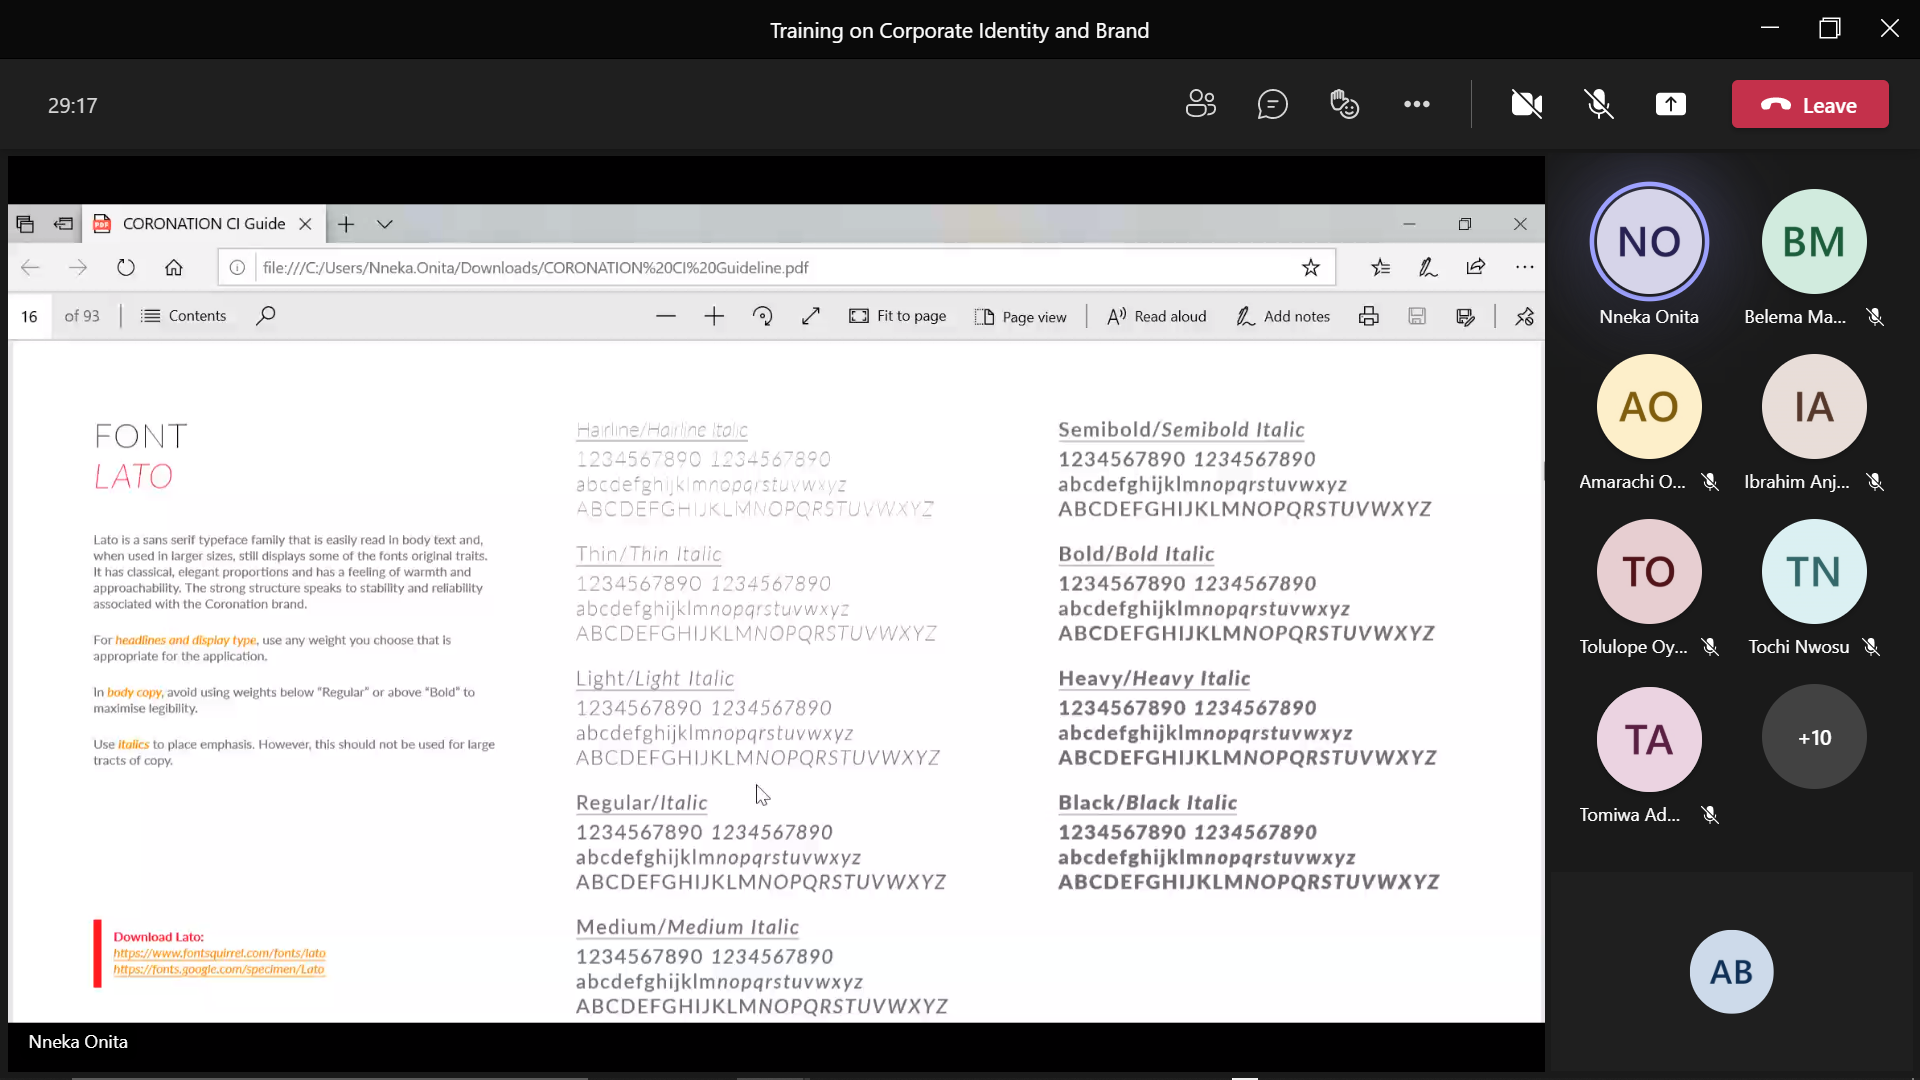 Training on Corporate Identity and Brand
29:17
Leave
CORONATION CI Guide
file:///C:/Users/Nneka.Onita/Downloads/CORONATION%20CI%20Guideline.pdf
16 of 93 Contents Fit to page Page view Read aloud Add notes
FONT
LATO
Lato is a sans serif typeface family that is easily read in body text and,
when used in larger sizes, still displays some of the fonts original traits.
It has classical, elegant proportions and has a feeling of warmth and
approachability. The strong structure speaks to stability and reliability
associated with the Coronation brand.
For headlines and display type, use any weight you choose that is
appropriate for the application.
In body copy, avoid using weights below “Regular” or above “Bold” to
maximise legibility.
Use italics to place emphasis. However, this should not be used for large
tracts of copy.
Download Lato:
https://www.fontsquirrel.com/fonts/lato
https://fonts.google.com/specimen/Lato
Hairline/Hairline Italic
1234567890 1234567890
abcdefghijklmnopqrstuvwxyz
ABCDEFGHIJKLMNOPQRSTUVWXYZ
Thin/Thin Italic
1234567890 1234567890
abcdefghijklmnopqrstuvwxyz
ABCDEFGHIJKLMNOPQRSTUVWXYZ
Light/Light Italic
1234567890 1234567890
abcdefghijklmnopqrstuvwxyz
ABCDEFGHIJKLMNOPQRSTUVWXYZ
Regular/Italic
1234567890 1234567890
abcdefghijklmnopqrstuvwxyz
ABCDEFGHIJKLMNOPQRSTUVWXYZ
Medium/Medium Italic
1234567890 1234567890
abcdefghijklmnopqrstuvwxyz
ABCDEFGHIJKLMNOPQRSTUVWXYZ
Semibold/Semibold Italic
1234567890 1234567890
abcdefghijklmnopqrstuvwxyz
ABCDEFGHIJKLMNOPQRSTUVWXYZ
Bold/Bold Italic
1234567890 1234567890
abcdefghijklmnopqrstuvwxyz
ABCDEFGHIJKLMNOPQRSTUVWXYZ
Heavy/Heavy Italic
1234567890 1234567890
abcdefghijklmnopqrstuvwxyz
ABCDEFGHIJKLMNOPQRSTUVWXYZ
Black/Black Italic
1234567890 1234567890
abcdefghijklmnopqrstuvwxyz
ABCDEFGHIJKLMNOPQRSTUVWXYZ
Nneka Onita
NO BM
Nneka Onita Belema Ma...
AO IA
Amarachi O... Ibrahim Anj...
TO TN
Tolulope Oy... Tochi Nwosu
TA +10
Tomiwa Ad...
AB